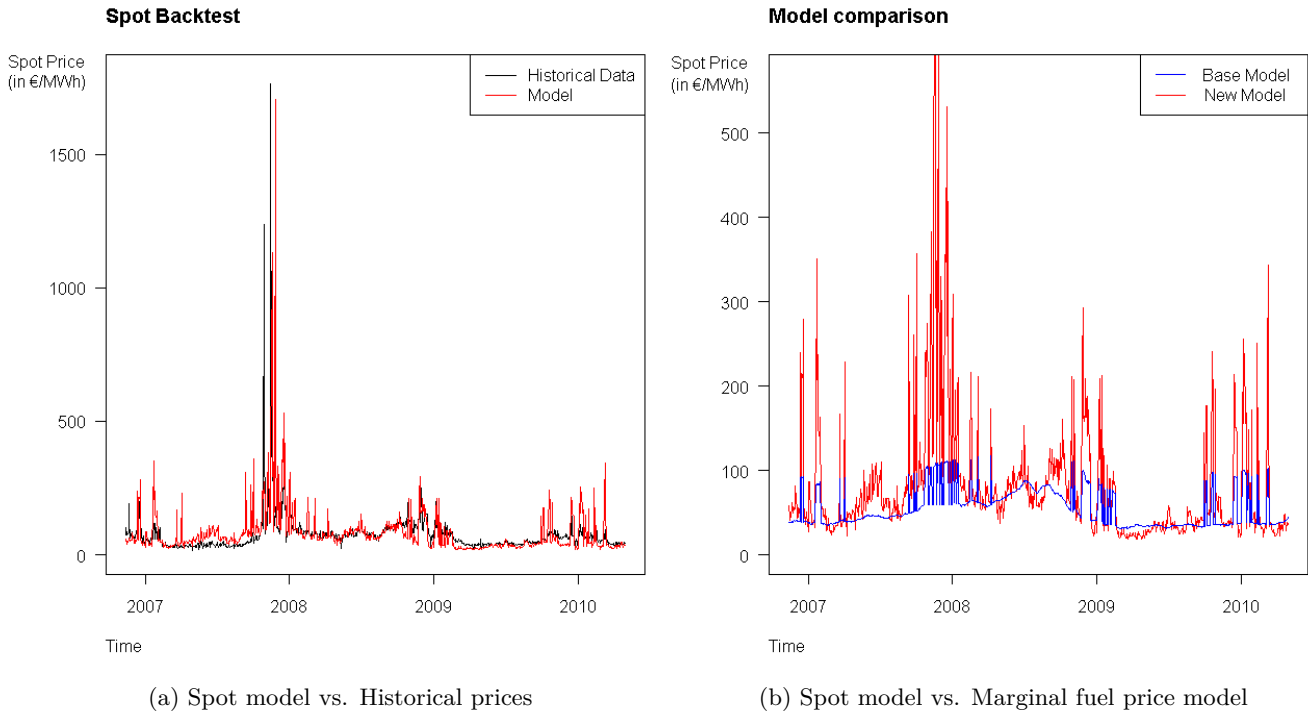 Spot Backtest
Spot Price
(in €/MWh)
Historical Data
Model
1500
1000
500
0
2007
2008
2009
2010
Time
(a) Spot model vs. Historical prices
Model comparison
Spot Price
(in €/MWh)
Base Model
New Model
500
400
300
200
100
0
2007
2008
2009
2010
Time
(b) Spot model vs. Marginal fuel price model